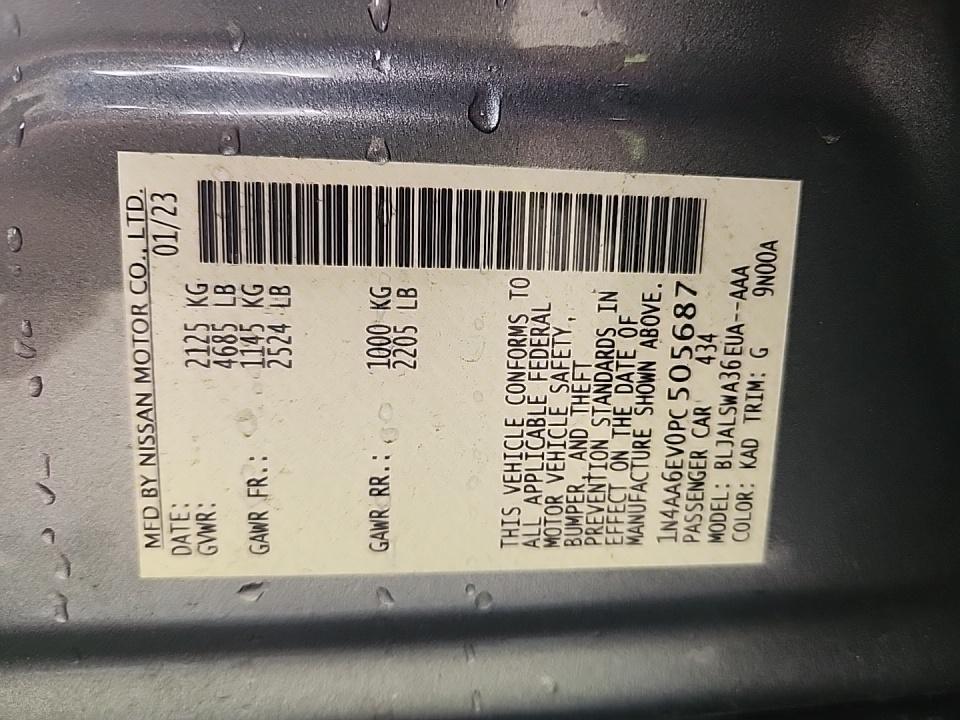 MFD BY NISSAN MOTOR CO., LTD.
DATE: 01/23
GVWR: 2125 KG
4685 LB
GAWR FR.: 1145 KG
2524 LB
GAWR RR.: 1000 KG
2205 LB
THIS VEHICLE CONFORMS TO
ALL APPLICABLE FEDERAL
MOTOR VEHICLE SAFETY,
BUMPER, AND THEFT
PREVENTION STANDARDS IN
EFFECT ON THE DATE OF
MANUFACTURE SHOWN ABOVE.
1N4AA6EV0PC505687
PASSENGER CAR 434
MODEL: BLJALSWA36EUA--AAA
COLOR: KAD TRIM: G 9N00A